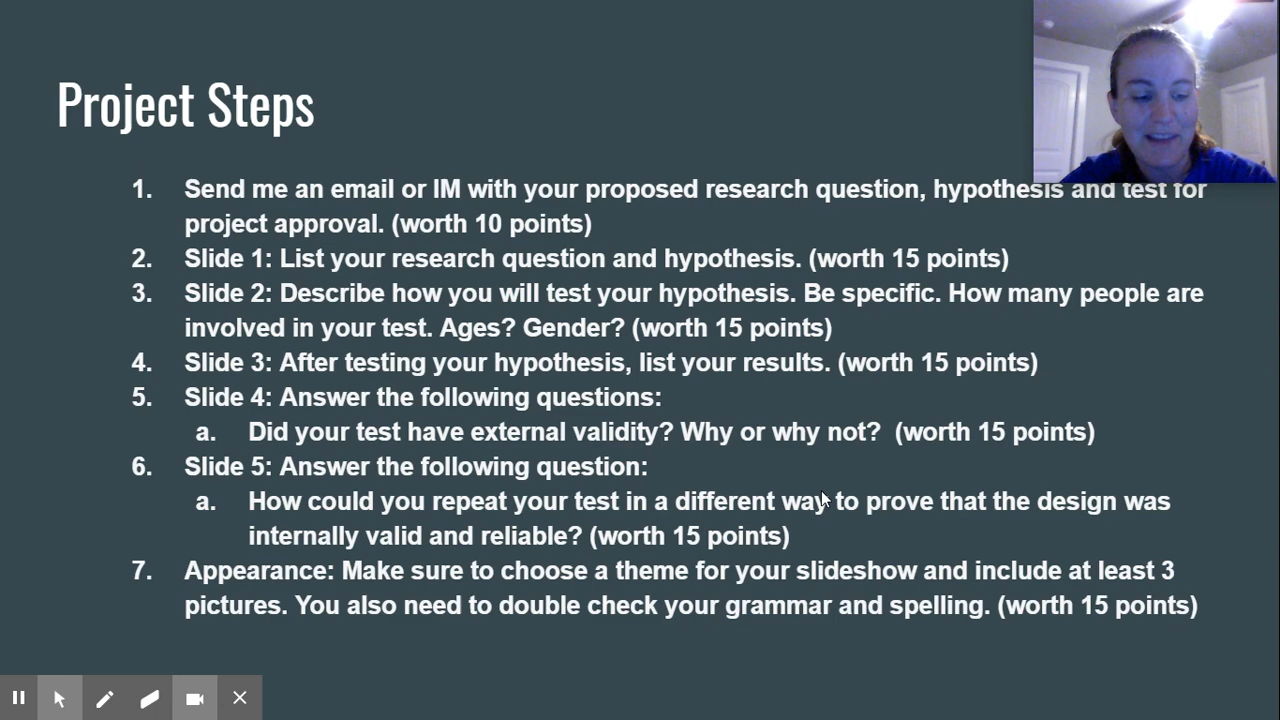 Project Steps
1. Send me an email or IM with your proposed research question, hypothesis and test for
project approval. (worth 10 points)
2. Slide 1: List your research question and hypothesis. (worth 15 points)
3. Slide 2: Describe how you will test your hypothesis. Be specific. How many people are
involved in your test. Ages? Gender? (worth 15 points)
4. Slide 3: After testing your hypothesis, list your results. (worth 15 points)
5. Slide 4: Answer the following questions:
a. Did your test have external validity? Why or why not? (worth 15 points)
6. Slide 5: Answer the following question:
a. How could you repeat your test in a different way to prove that the design was
internally valid and reliable? (worth 15 points)
7. Appearance: Make sure to choose a theme for your slideshow and include at least 3
pictures. You also need to double check your grammar and spelling. (worth 15 points)